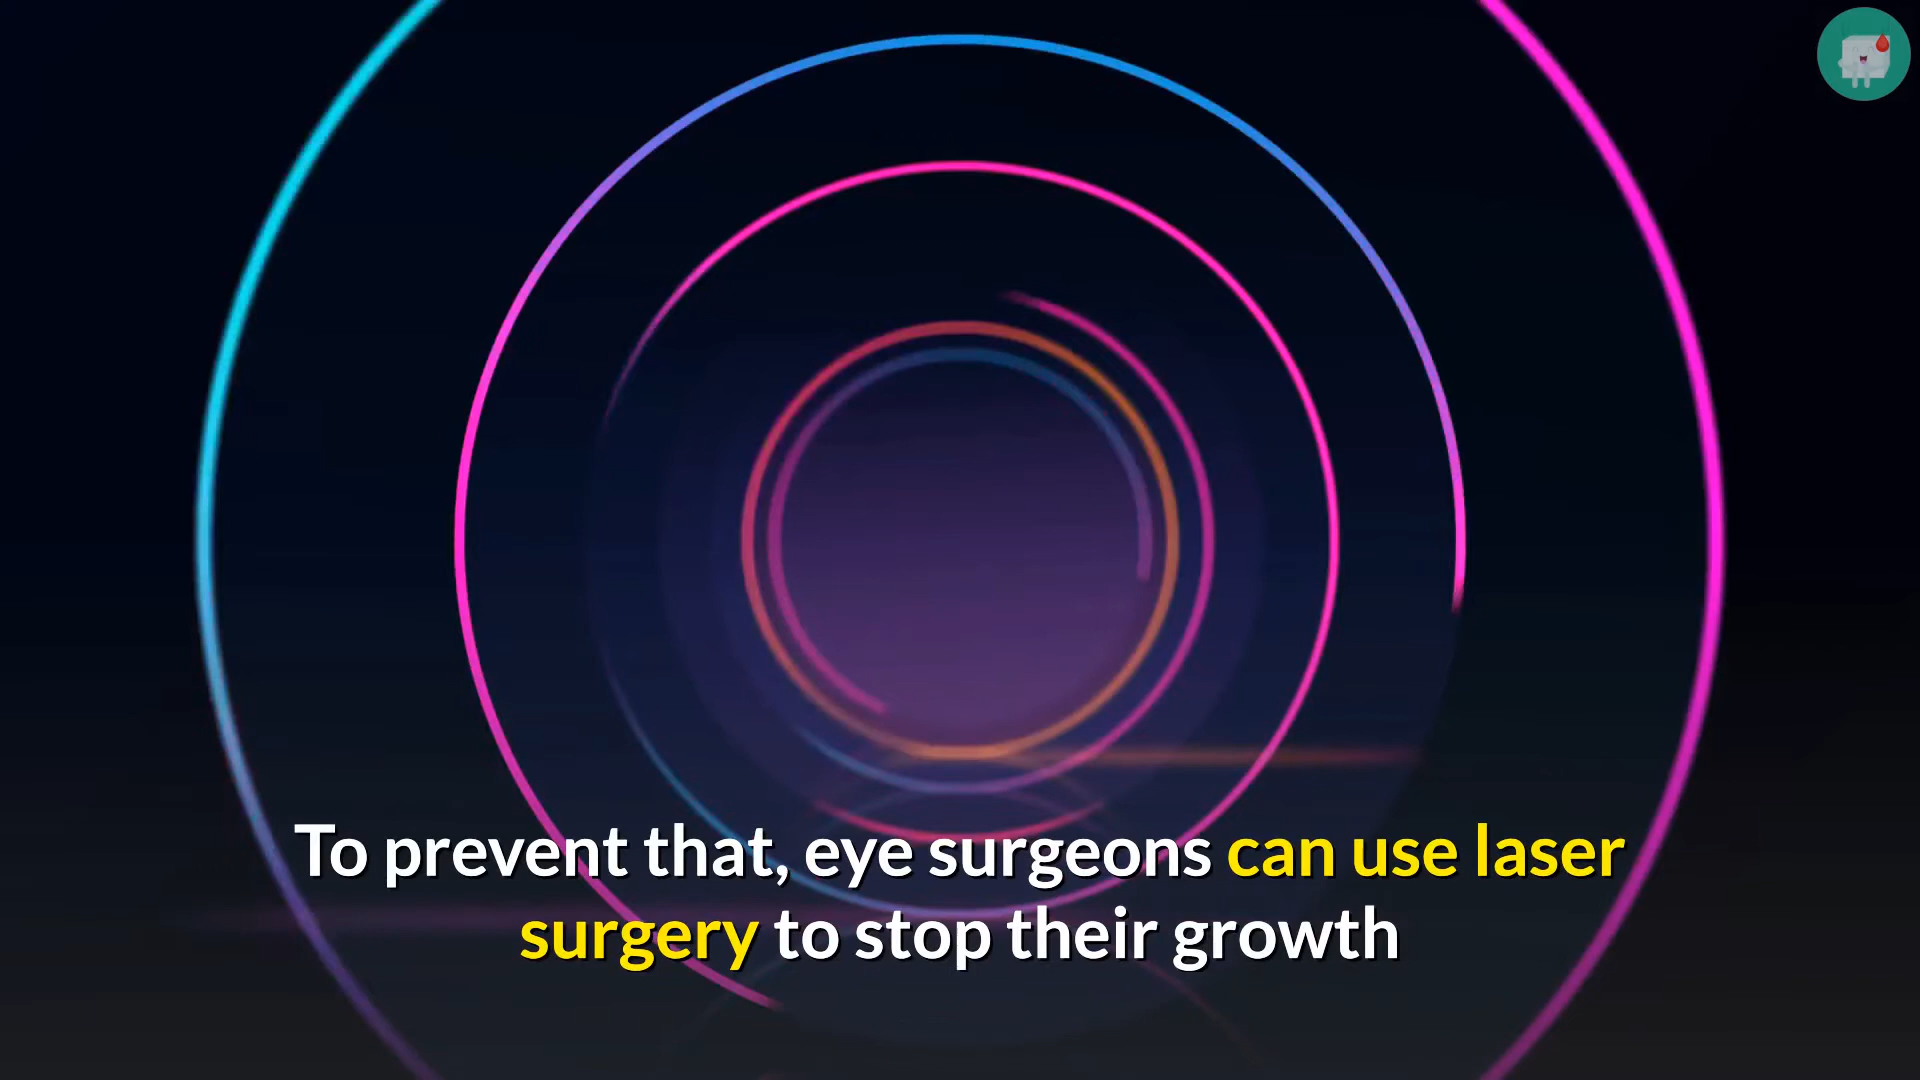 To prevent that, eye surgeons can use laser
surgery to stop their growth